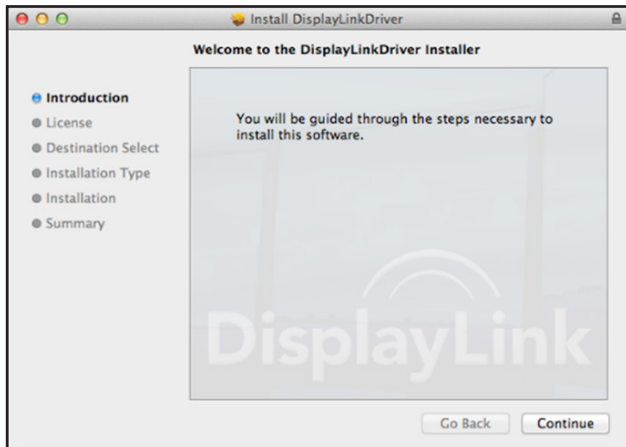 Install DisplayLinkDriver
Welcome to the DisplayLinkDriver Installer
Introduction
License
Destination Select
Installation Type
Installation
Summary
You will be guided through the steps necessary to
install this software.
DisplayLink
Go Back
Continue